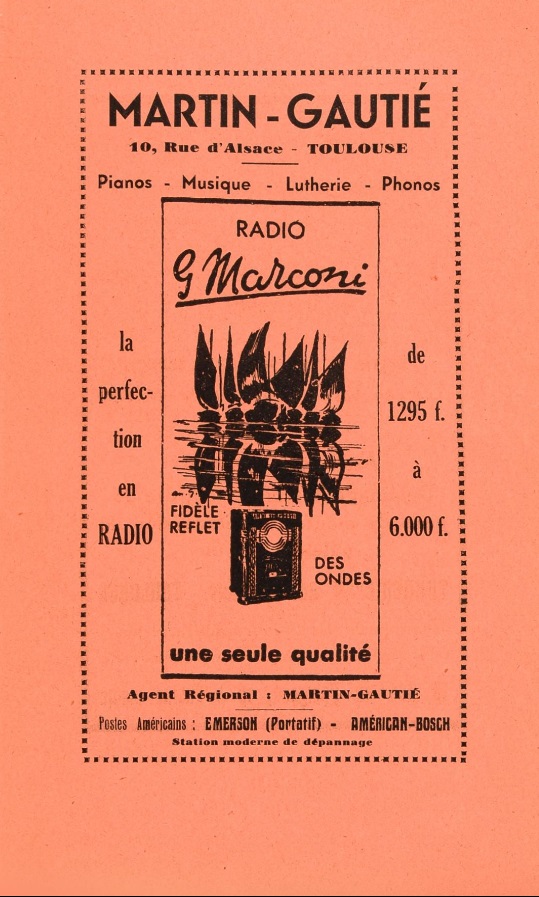 MARTIN-GAUTIÉ
10, Rue d'Alsace - TOULOUSE
Pianos - Musique - Lutherie - Phonos
RADIO
G Marconi
la
perfec-
tion
en
RADIO
de
1295 f.
à
6.000 f.
FIDÈLE
REFLET
DES
ONDES
une seule qualité
Agent Régional : MARTIN-GAUTIÉ
Postes Américains : EMERSON (Portatif) - AMÉRICAN-BOSCH
Station moderne de dépannage